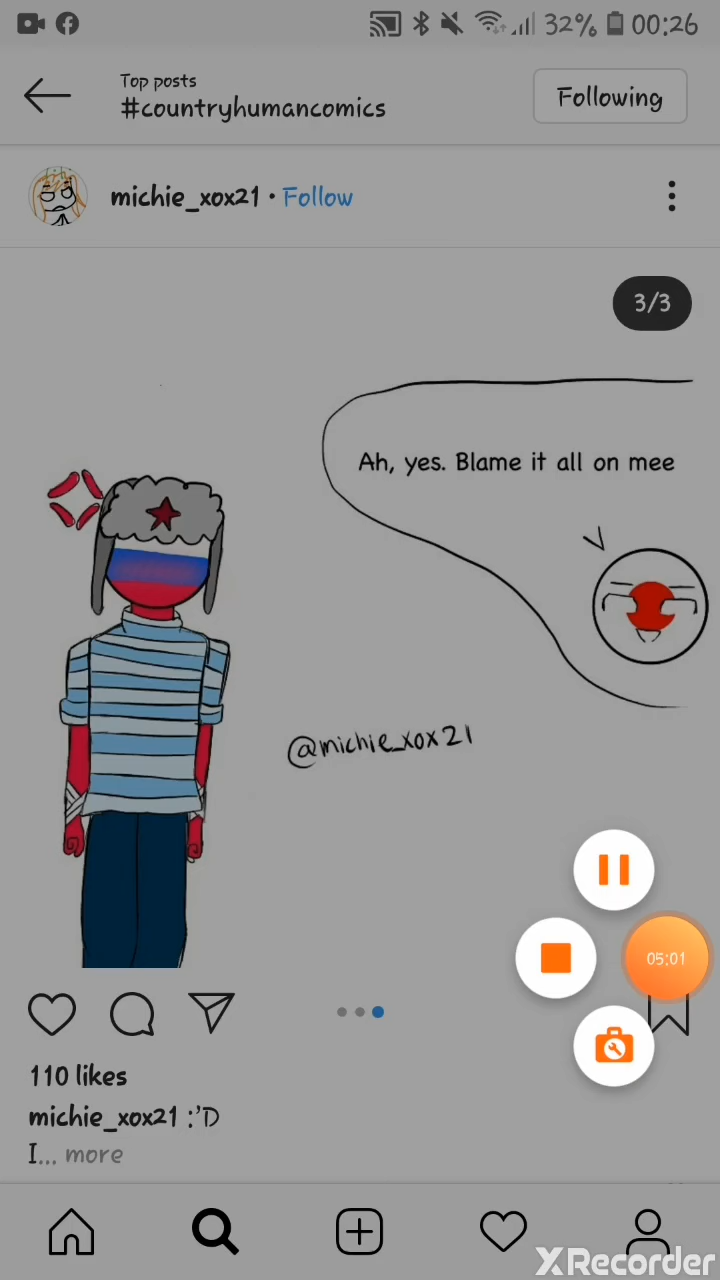 32% 00:26
Top posts
#countryhumancomics
Following
michie_xox21 • Follow
3/3
Ah, yes. Blame it all on mee
@michie_xox21
05:01
110 likes
michie_xox21 :'D
I... more
XRecorder